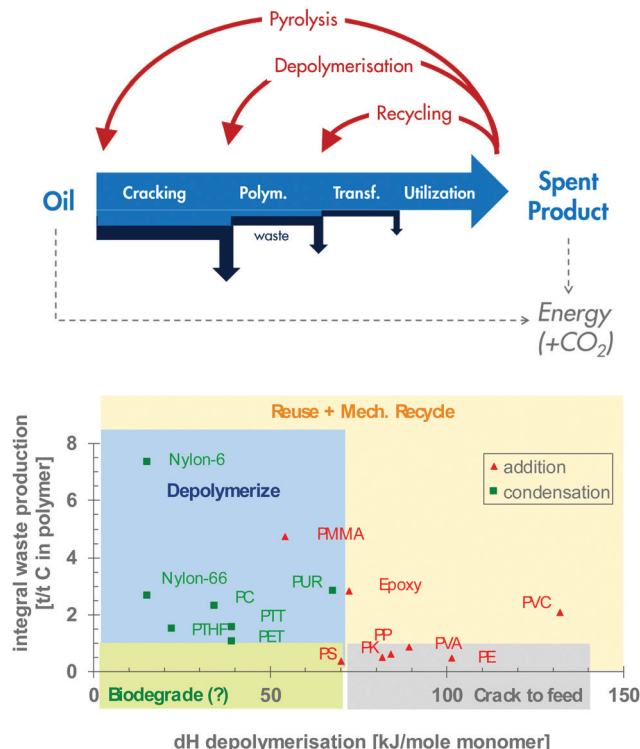 Pyrolysis
Depolymerisation
Recycling
Oil
Cracking
Polym.
Transf.
Utilization
Spent
Product
waste
Energy
(+CO₂)
Reuse + Mech. Recycle
integral waste production
[t/t C in polymer]
8
6
4
2
0
Nylon-6
addition
condensation
Depolymerize
PMMA
Nylon-66
PUR
Epoxy
PC
PVC
PTT
PTHF
PET
PP
PVA
PS
PK
PE
Biodegrade (?)
Crack to feed
0
50
100
150
dH depolymerisation [kJ/mole monomer]